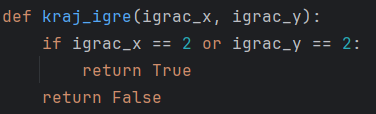 def kraj_igre(igrac_x, igrac_y):
    if igrac_x == 2 or igrac_y == 2:
        return True
    return False